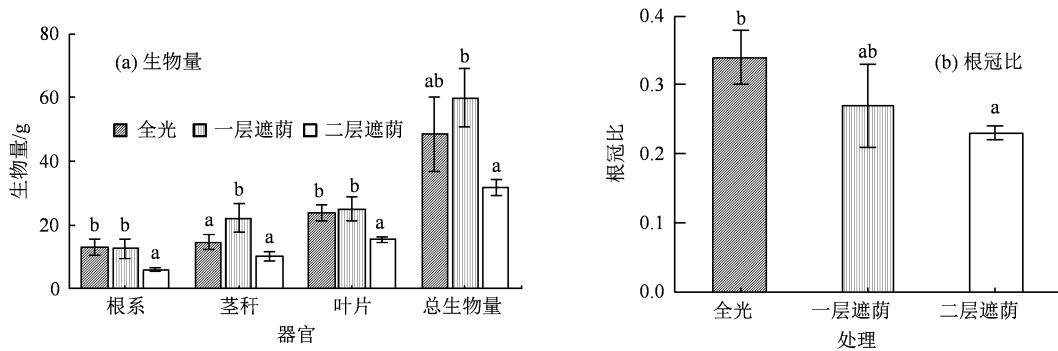 (a) 生物量
全光 一层遮荫 二层遮荫
生物量/g
80
60
40
20
0
b b a
a b a
b b a
ab b a
根系 茎秆 叶片 总生物量
器官
(b) 根冠比
根冠比
0.4
0.3
0.2
0.1
0.0
b ab a
全光 一层遮荫 二层遮荫
处理